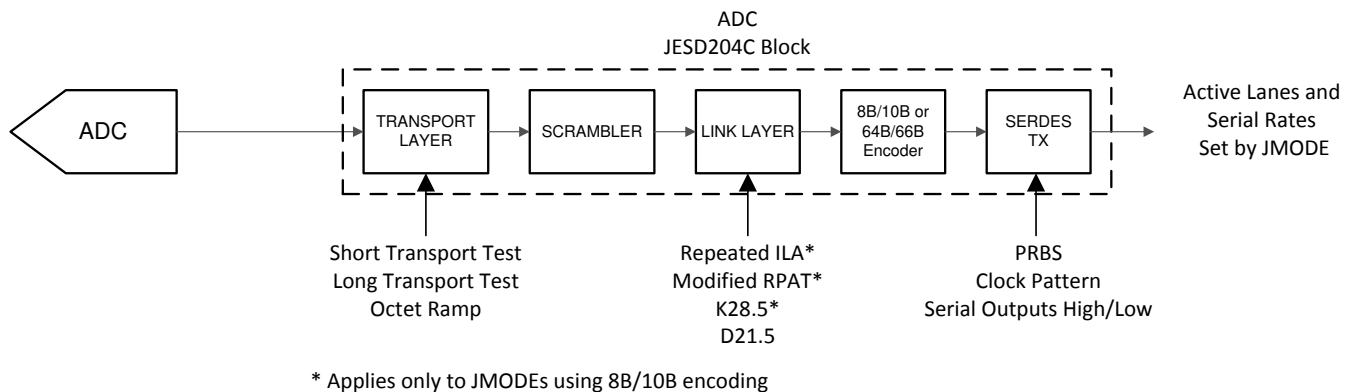 ADC
JESD204C Block
ADC
TRANSPORT
LAYER
SCRAMBLER
LINK LAYER
8B/10B or
64B/66B
Encoder
SERDES
TX
Active Lanes and
Serial Rates
Set by JMODE
Short Transport Test
Long Transport Test
Octet Ramp
Repeated ILA*
Modified RPAT*
K28.5*
D21.5
PRBS
Clock Pattern
Serial Outputs High/Low
* Applies only to JMODEs using 8B/10B encoding